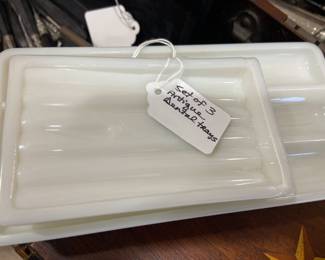 Set of 3
Antique
Dental trays